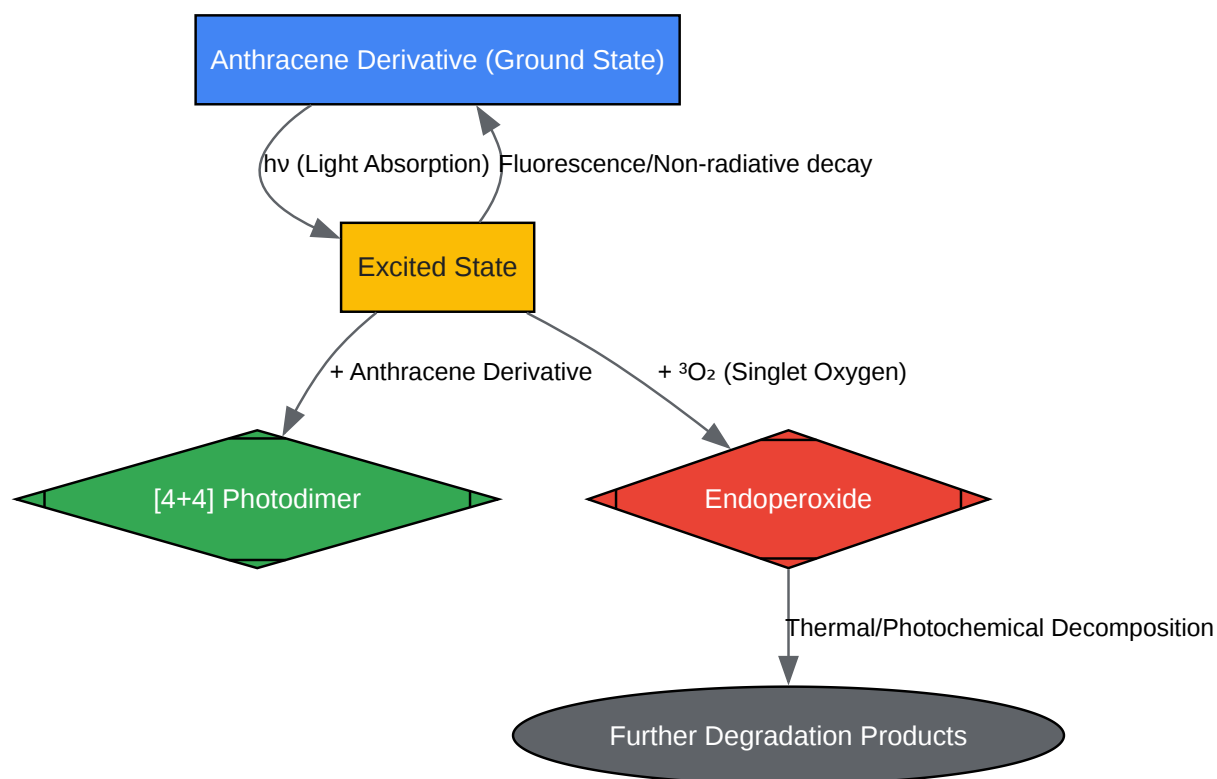 Anthracene Derivative (Ground State)
hν (Light Absorption)
Fluorescence/Non-radiative decay
Excited State
+ Anthracene Derivative
+ ³O₂ (Singlet Oxygen)
[4+4] Photodimer
Endoperoxide
Thermal/Photochemical Decomposition
Further Degradation Products